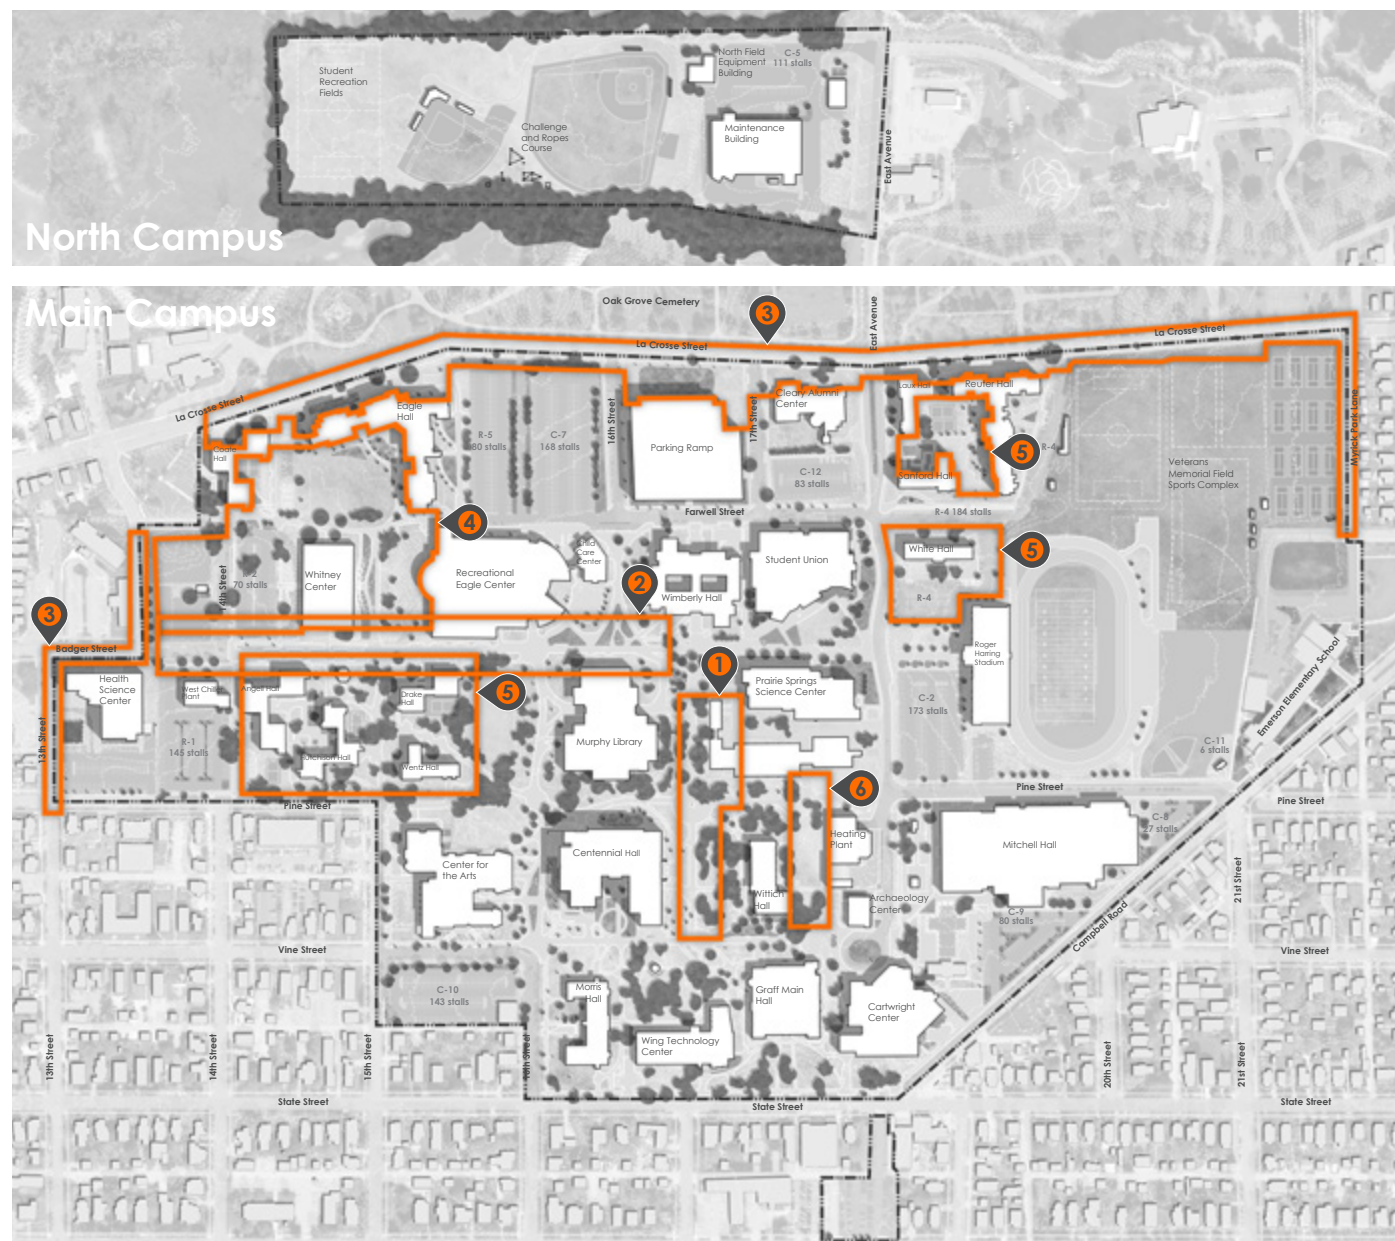 Student
Recreation
Fields
North Field
Equipment
Building
C-5
111 stalls
Challenge
and Ropes
Course
Maintenance
Building
East Avenue
North Campus
Main Campus
Oak Grove Cemetery
3
East Avenue
La Crosse Street
La Crosse Street
La Crosse Street
Eagle
Hall
Coate
Hall
R-5
80 stalls
C-7
168 stalls
16th Street
Parking Ramp
17th Street
Cleary Alumni
Center
C-12
83 stalls
Laux Hall
Reuter Hall
Sanford Hall
5
R-4
R-4 184 stalls
Veterans
Memorial Field
Sports Complex
Myrick Park Lane
Farwell Street
4
R-2
70 stalls
14th Street
Whitney
Center
Recreational
Eagle Center
Child
Care
Center
2
Wimberly Hall
Student Union
White Hall
5
R-4
3
Badger Street
Health
Science
Center
West Chiller
Plant
Angell Hall
Drake
Hall
5
Hutchison Hall
Wentz Hall
R-1
145 stalls
13th Street
Pine Street
1
Prairie Springs
Science Center
Murphy Library
Roger
Harring
Stadium
C-2
173 stalls
Emerson Elementary School
C-11
6 stalls
Pine Street
Pine Street
6
Heating
Plant
Center for
the Arts
Centennial Hall
Wittich
Hall
Archaeology
Center
Mitchell Hall
C-8
27 stalls
C-9
80 stalls
Campbell Road
21st Street
Vine Street
Vine Street
C-10
143 stalls
Morris
Hall
Graff Main
Hall
Cartwright
Center
Wing Technology
Center
13th Street
14th Street
15th Street
16th Street
20th Street
21st Street
State Street
State Street
State Street